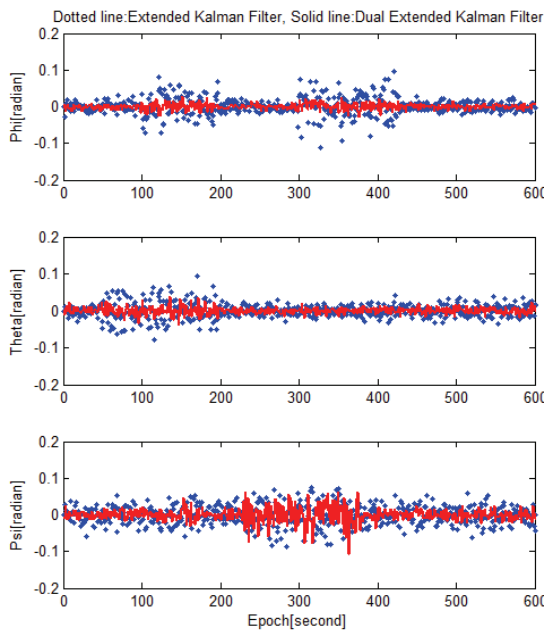 Dotted line:Extended Kalman Filter, Solid line:Dual Extended Kalman Filter
0.2
0.1
0
-0.1
-0.2
Phi[radian]
0 100 200 300 400 500 600
0.2
0.1
0
-0.1
-0.2
Theta[radian]
0 100 200 300 400 500 600
0.2
0.1
0
-0.1
-0.2
Psi[radian]
0 100 200 300 400 500 600
Epoch[second]